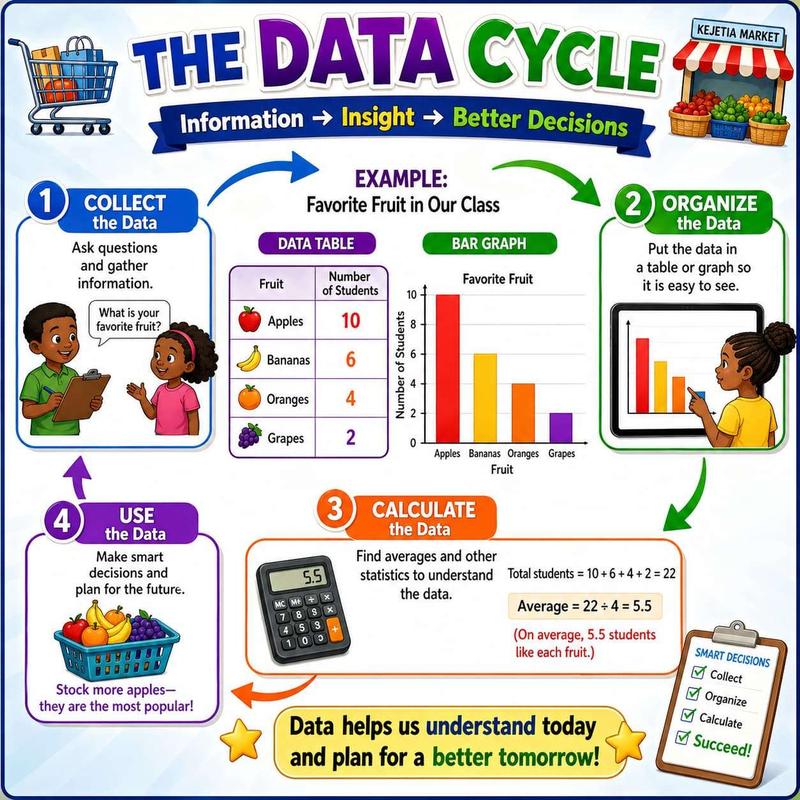 THE DATA CYCLE
KEJETIA MARKET
Information → Insight → Better Decisions
1 COLLECT
the Data
Ask questions
and gather
information.
What is your
favorite fruit?
EXAMPLE:
Favorite Fruit in Our Class
DATA TABLE
Fruit Number
of Students
Apples 10
Bananas 6
Oranges 4
Grapes 2
BAR GRAPH
Favorite Fruit
Number of Students
10
8
6
4
2
0
Apples Bananas Oranges Grapes
Fruit
2 ORGANIZE
the Data
Put the data in
a table or graph so
it is easy to see.
3 CALCULATE
the Data
Find averages and other
statistics to understand
the data.
5.5
MC M+ ÷ ×
7 8 9 ×
4 5 6
Total students = 10 + 6 + 4 + 2 = 22
Average = 22 ÷ 4 = 5.5
(On average, 5.5 students
like each fruit.)
4 USE
the Data
Make smart
decisions and
plan for the future.
Stock more apples—
they are the most popular!
SMART DECISIONS
Collect
Organize
Calculate
Succeed!
Data helps us understand today
and plan for a better tomorrow!